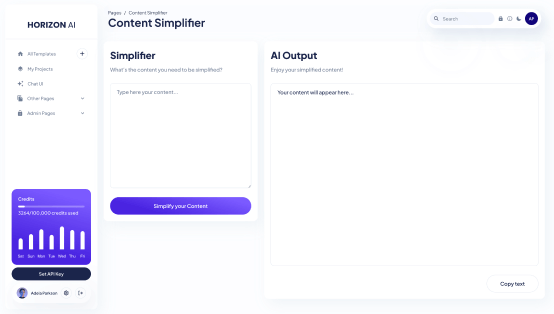 HORIZON AI
All Templates
My Projects
Chat UI
Other Pages
Admin Pages
Credits
3264/100,000 credits used
Sat Sun Mon Tue Wed Thu Fri
Set API Key
Adela Parkson
Pages / Content Simplifier
Content Simplifier
Search
AP
Simplifier
What's the content you need to be simplified?
Type here your content...
Simplify your Content
AI Output
Enjoy your simplified content!
Your content will appear here...
Copy text